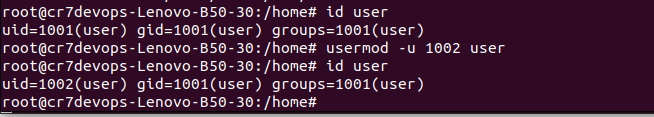 root@cr7devops-Lenovo-B50-30:/home# id user
uid=1001(user) gid=1001(user) groups=1001(user)
root@cr7devops-Lenovo-B50-30:/home# usermod -u 1002 user
root@cr7devops-Lenovo-B50-30:/home# id user
uid=1002(user) gid=1001(user) groups=1001(user)
root@cr7devops-Lenovo-B50-30:/home#